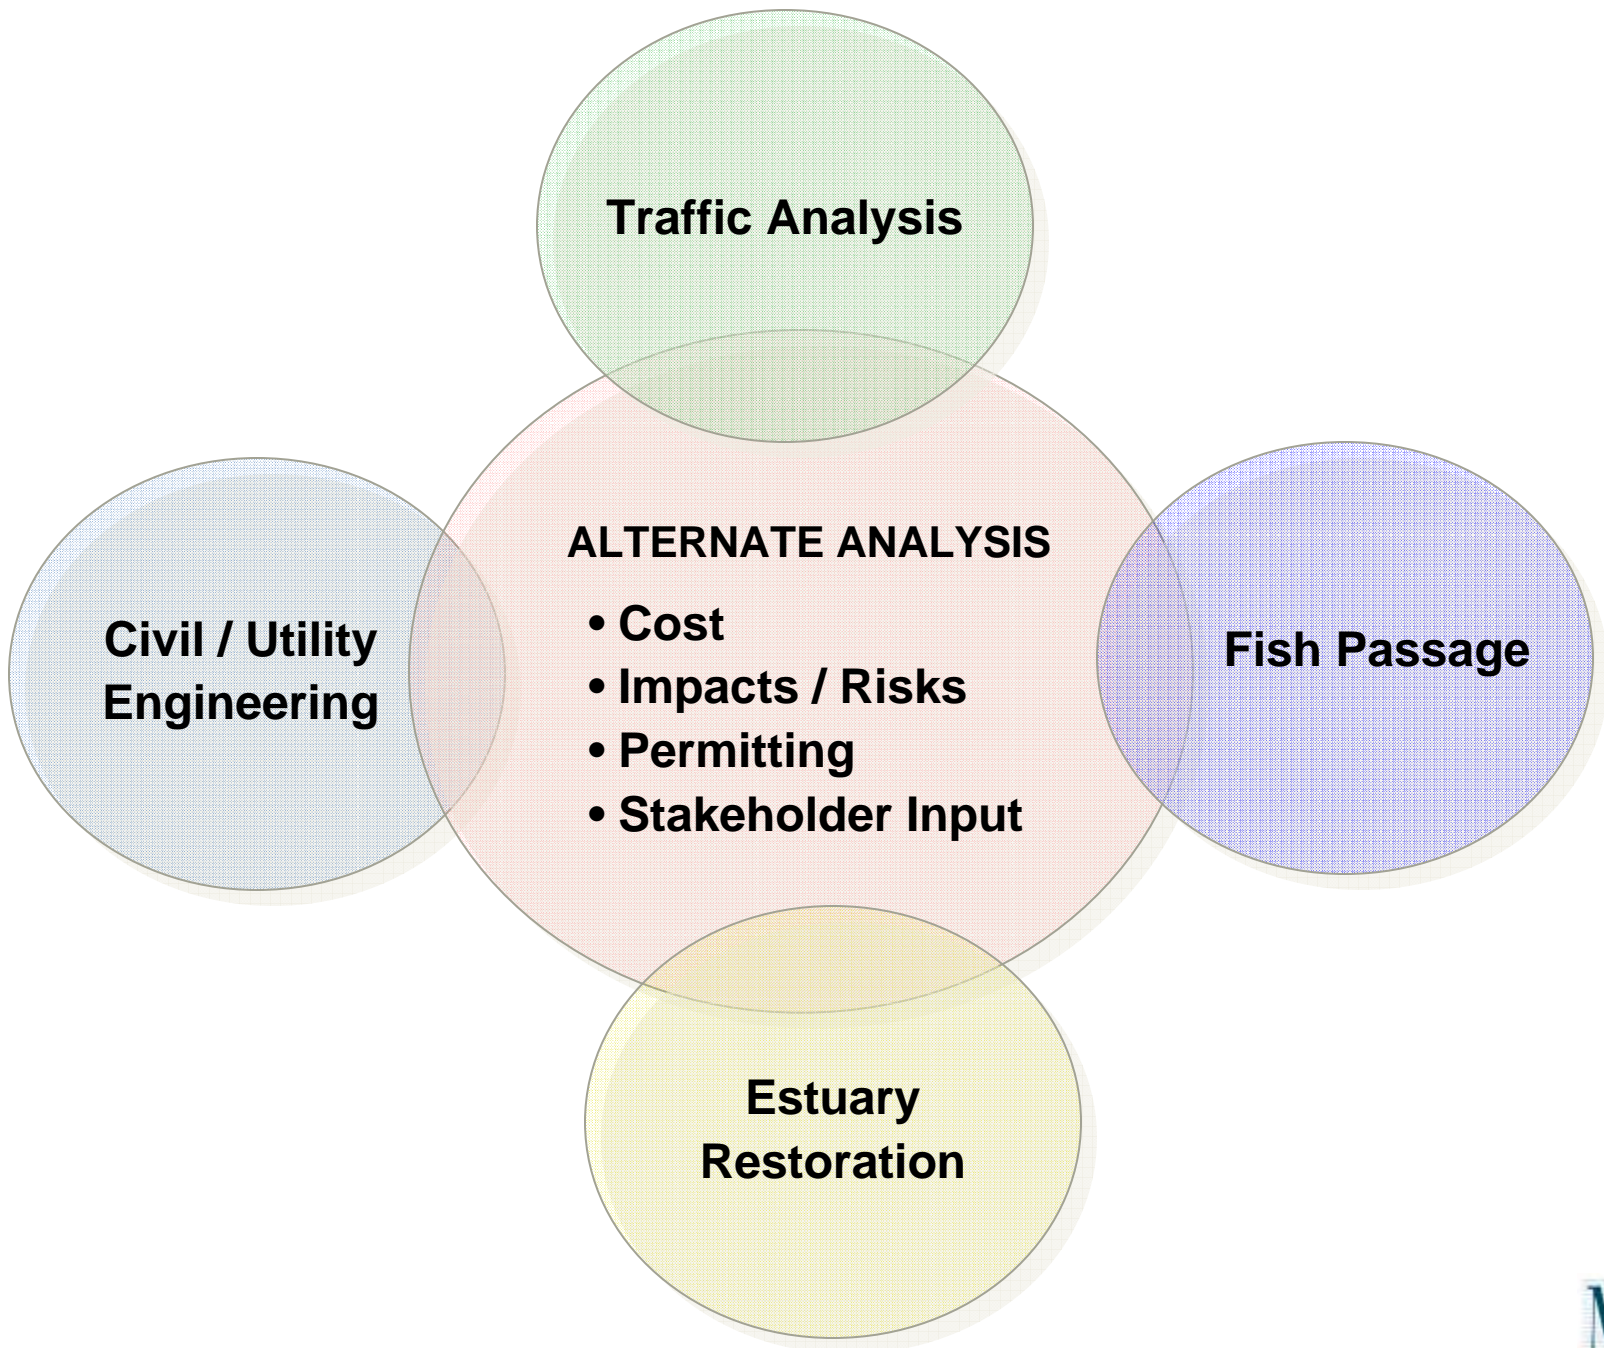 Traffic Analysis
ALTERNATE ANALYSIS
• Cost
• Impacts / Risks
• Permitting
• Stakeholder Input
Civil / Utility
Engineering
Fish Passage
Estuary
Restoration